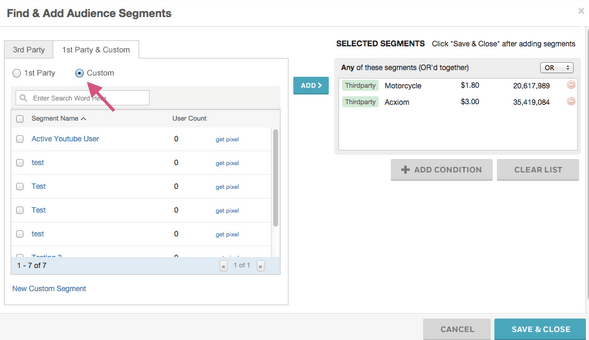 Find & Add Audience Segments
×
3rd Party
1st Party & Custom
1st Party
Custom
Enter Search Word Here
Segment Name
User Count
Active Youtube User
0
get pixel
test
0
get pixel
Test
0
get pixel
Test
0
get pixel
test
0
get pixel
Testing 2
0
get pixel
1 - 7 of 7
«
1 of 1
»
New Custom Segment
ADD >
SELECTED SEGMENTS Click "Save & Close" after adding segments
Any of these segments (OR'd together)
OR
Thirdparty Motorcycle $1.80 20,617,989
Thirdparty Acxiom $3.00 35,419,084
+ ADD CONDITION
CLEAR LIST
CANCEL
SAVE & CLOSE